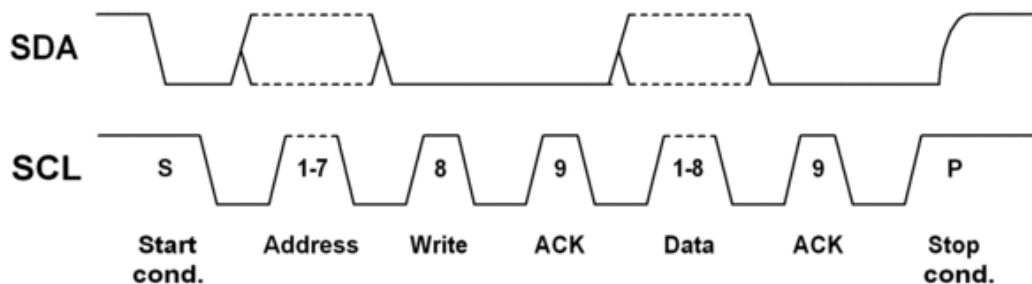 SDA
SCL
S 1-7 8 9 1-8 9 P
Start Address Write ACK Data ACK Stop
cond. cond.